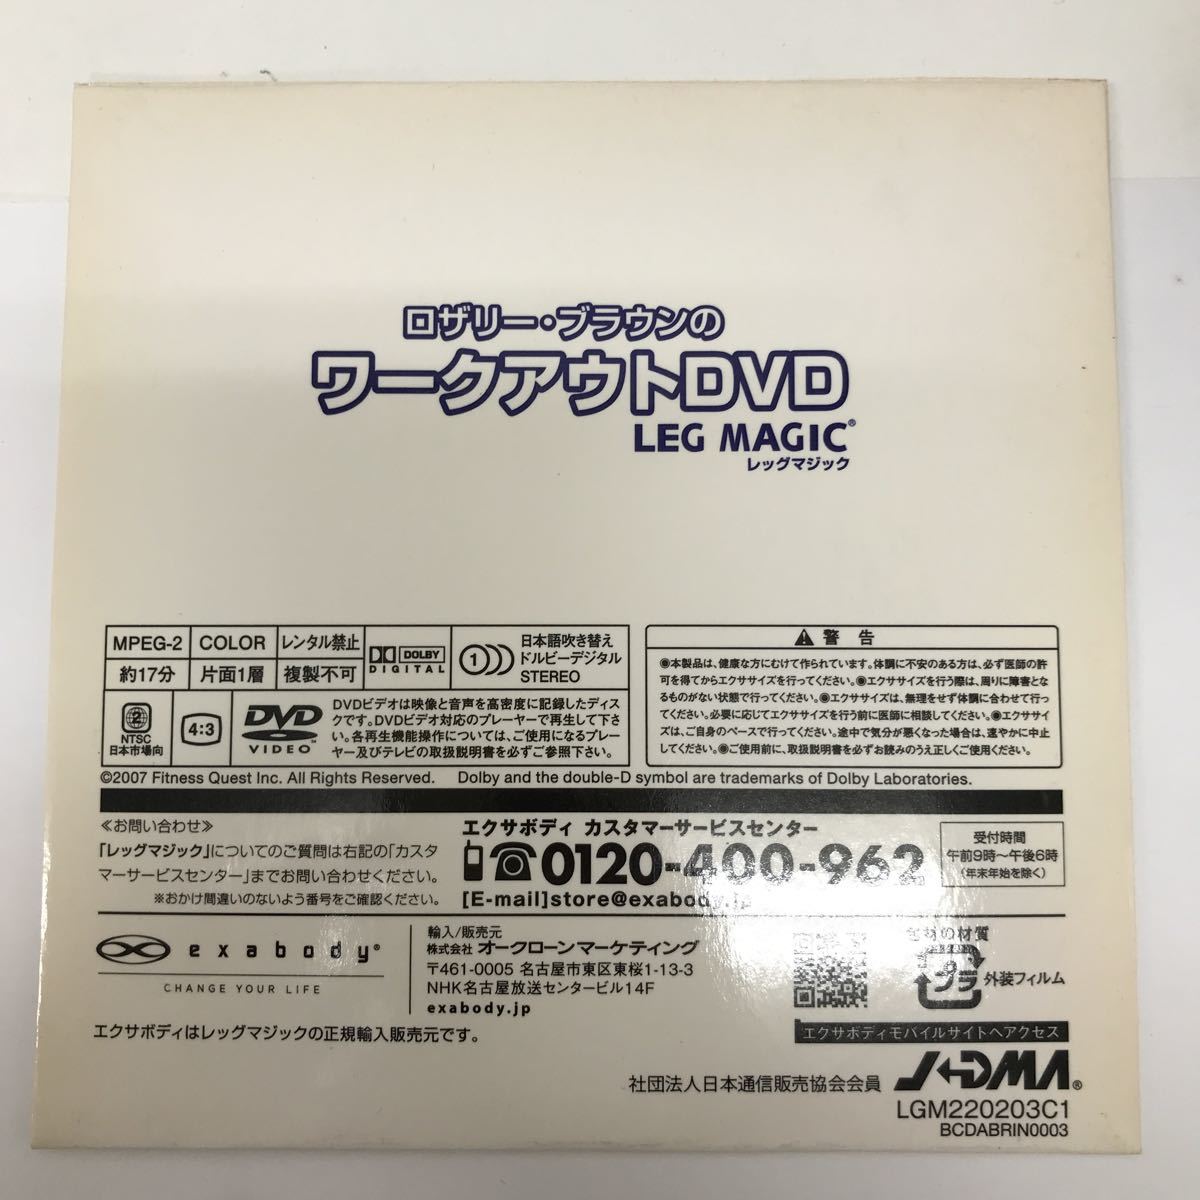 ロザリー・ブラウンの
ワークアウトDVD
LEG MAGIC®
レッグマジック
MPEG-2 COLOR レンタル禁止
約17分 片面1層 複製不可
DOLBY
DIGITAL
1
日本語吹き替え
ドルビーデジタル
STEREO
2
NTSC
日本市場向
4:3
DVD
VIDEO
DVDビデオは映像と音声を高密度に記録したディス
クです。DVDビデオ対応のプレーヤーで再生して下さ
い。各再生機能操作については、ご使用になるプレー
ヤー及びテレビの取扱説明書を必ずご参照下さい。
警告
●本製品は、健康な方にむけて作られています。体調に不安のある方は、必ず医師の許
可を得てからエクササイズを行ってください。●エクササイズを行う際は、周りに障害とな
るものがない状態で行ってください。●エクササイズは、無理をせず体調に合わせて行っ
てください。必要に応じてエクササイズを行う前に医師に相談してください。●エクササイ
ズは、ご自身のペースで行ってください。途中で気分が悪くなった場合は、速やかに中止
してください。●ご使用前に、取扱説明書を必ずお読みのうえ正しくご使用ください。
©2007 Fitness Quest Inc. All Rights Reserved. Dolby and the double-D symbol are trademarks of Dolby Laboratories.
≪お問い合わせ≫
「レッグマジック」についてのご質問は右記の「カスタ
マーサービスセンター」までお問い合わせください。
※おかけ間違いのないよう番号をご確認ください。
エクサボディ カスタマーサービスセンター
0120-400-962
[E-mail]store@exabody.jp
受付時間
午前9時～午後6時
(年末年始を除く)
exabody®
CHANGE YOUR LIFE
輸入/販売元
株式会社 オークローンマーケティング
〒461-0005 名古屋市東区東桜1-13-3
NHK名古屋放送センタービル14F
exabody.jp
包材の材質
プラ 外装フィルム
エクサボディモバイルサイトへアクセス
エクサボディはレッグマジックの正規輸入販売元です。
社団法人日本通信販売協会会員 JDMA®
LGM220203C1
BCDABRIN0003